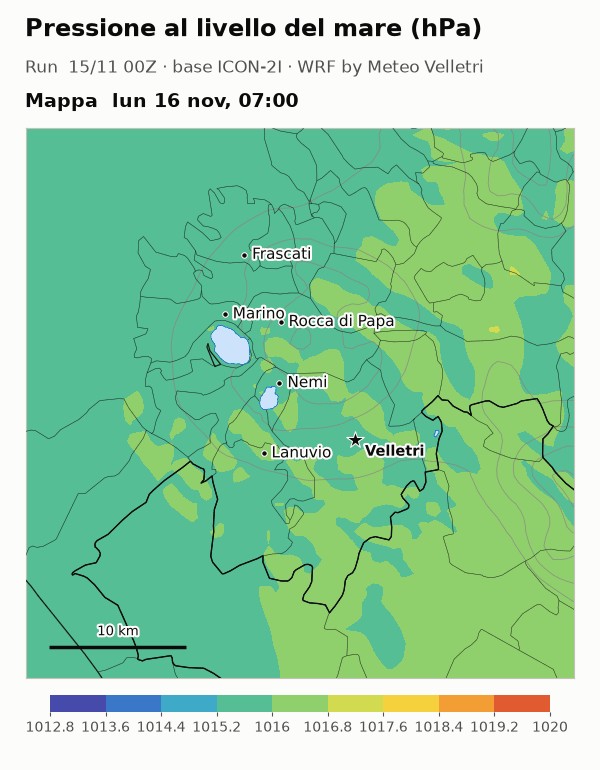 Pressione al livello del mare (hPa)
Run  15/11 00Z · base ICON-2I · WRF by Meteo Velletri
Mappa  lun 16 nov, 07:00
Frascati
Marino
Rocca di Papa
Nemi
Velletri
Lanuvio
10 km
1012.8 1013.6 1014.4 1015.2 1016 1016.8 1017.6 1018.4 1019.2 1020